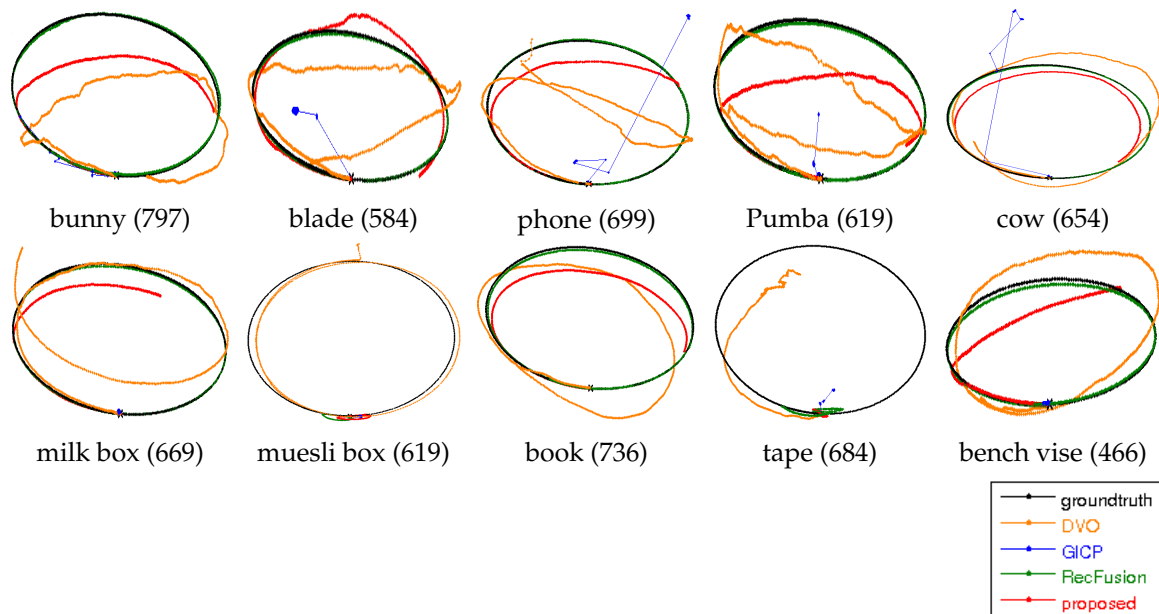 bunny (797)
blade (584)
phone (699)
Pumba (619)
cow (654)
milk box (669)
muesli box (619)
book (736)
tape (684)
bench vise (466)
groundtruth
DVO
GICP
RecFusion
proposed